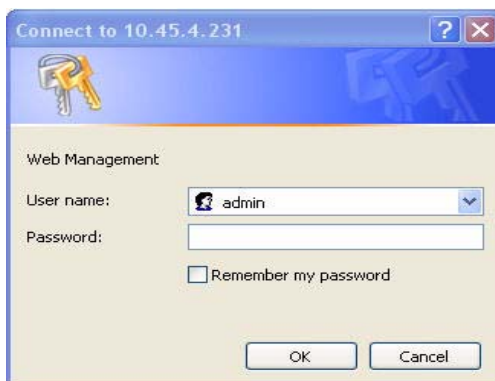 Connect to 10.45.4.231
?
Web Management
User name: admin
Password:
Remember my password
OK Cancel